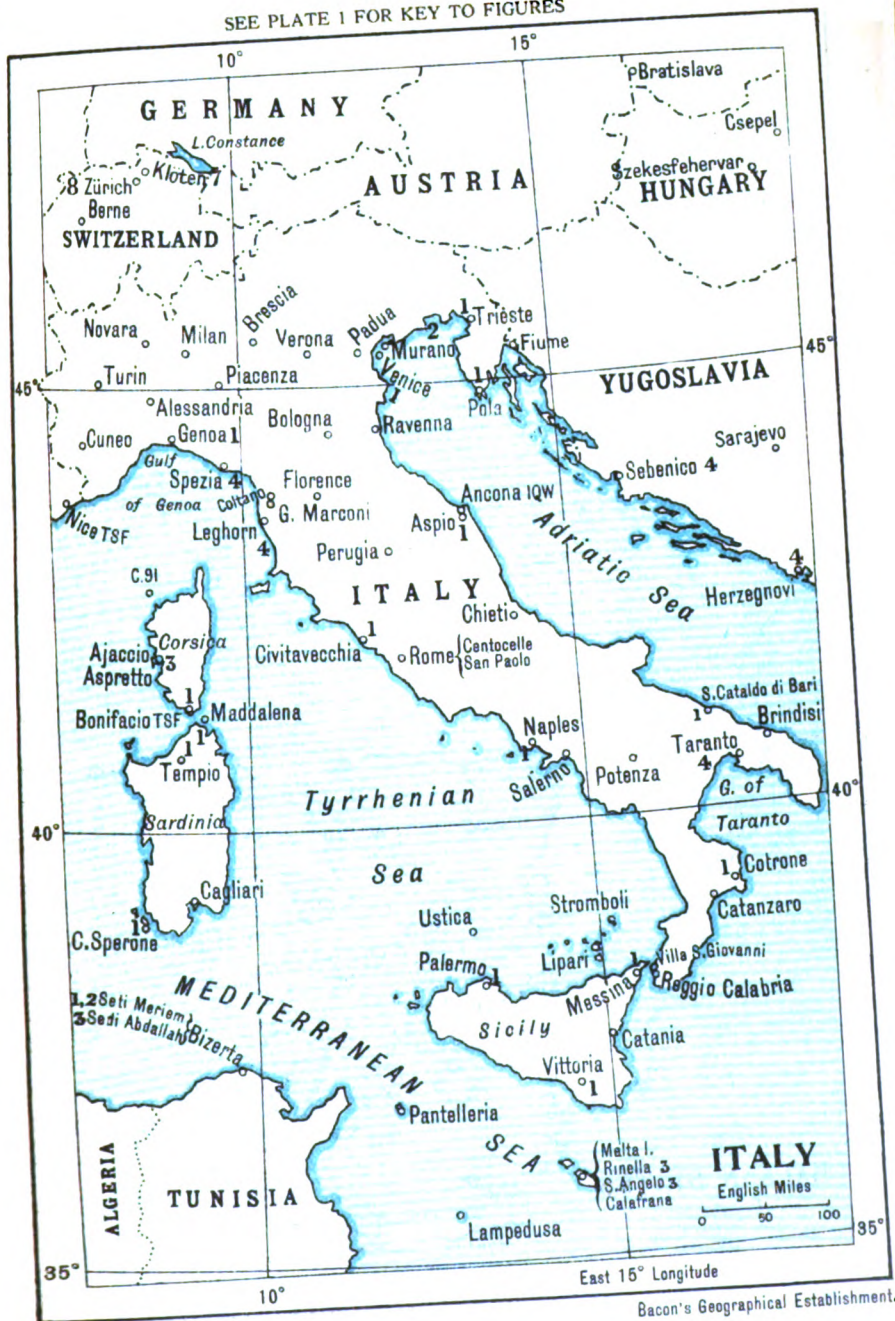 SEE PLATE 1 FOR KEY TO FIGURES
10°
15°
Bratislava
GERMANY
L. Constance
Csepel
8 Zürich
Klöten 7
Szekesfehervar
AUSTRIA
HUNGARY
Berne
SWITZERLAND
Novara
Milan
Brescia
Verona
Padua
1
Trieste
2
Murano
Fiume
Venice
45°
45°
Turin
Piacenza
1
1
Pola
YUGOSLAVIA
Alessandria
Bologna
Ravenna
Cuneo
Genoa 1
Sarajevo
Gulf
of Genoa
Spezia 4
Coltano
8
Florence
G. Marconi
Sebenico 4
Nice TSF
Leghorn
4
Ancona IQW
Aspio
1
Adriatic
Sea
Perugia
4
Herzegnovi
C.91
ITALY
Chieti
Corsica
1
Civitavecchia
Rome
Centocelle
San Paolo
Ajaccio
Aspretto
3
1
S. Cataldo di Bari
1
Brindisi
Bonifacio TSF
Maddalena
1
1
Tempio
Naples
1
Salerno
Potenza
Taranto
4
Tyrrhenian
Sea
G. of
Taranto
40°
40°
Sardinia
1
Cotrone
Cagliari
Stromboli
Ustica
Catanzaro
1
8
C. Sperone
Lipari
Villa S. Giovanni
Palermo
1
1
Messina
Reggio Calabria
MEDITERRANEAN
SEA
1,2 Seti Meriem
3 Sedi Abdallah
Bizerta
Sicily
Catania
Vittoria
1
Pantelleria
Malta I.
Rinella 3
S. Angelo 3
Calafrana
ITALY
English Miles
0 50 100
ALGERIA
TUNISIA
Lampedusa
35°
35°
10°
East 15° Longitude
Bacon's Geographical Establishment.